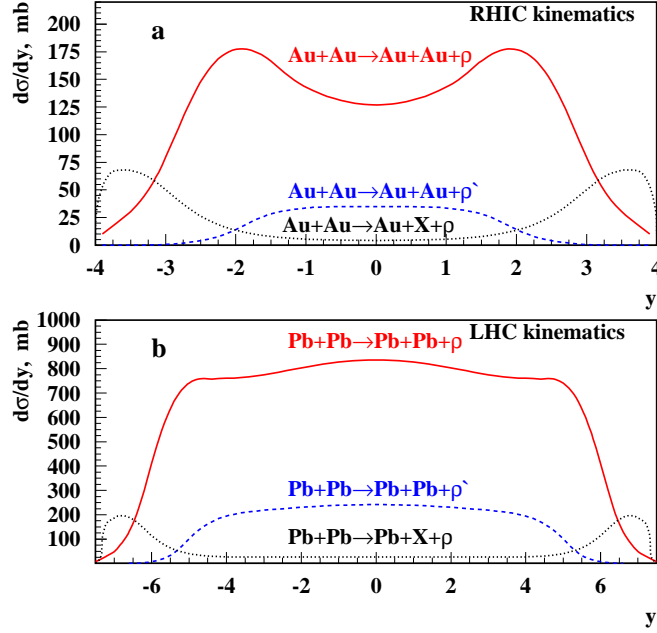 RHIC kinematics
a
Au+Au→Au+Au+ρ
Au+Au→Au+Au+ρ`
Au+Au→Au+X+ρ
dσ/dy, mb
200
175
150
125
100
75
50
25
0
-4 -3 -2 -1 0 1 2 3 4
y
LHC kinematics
b
Pb+Pb→Pb+Pb+ρ
Pb+Pb→Pb+Pb+ρ`
Pb+Pb→Pb+X+ρ
dσ/dy, mb
1000
900
800
700
600
500
400
300
200
100
-6 -4 -2 0 2 4 6
y